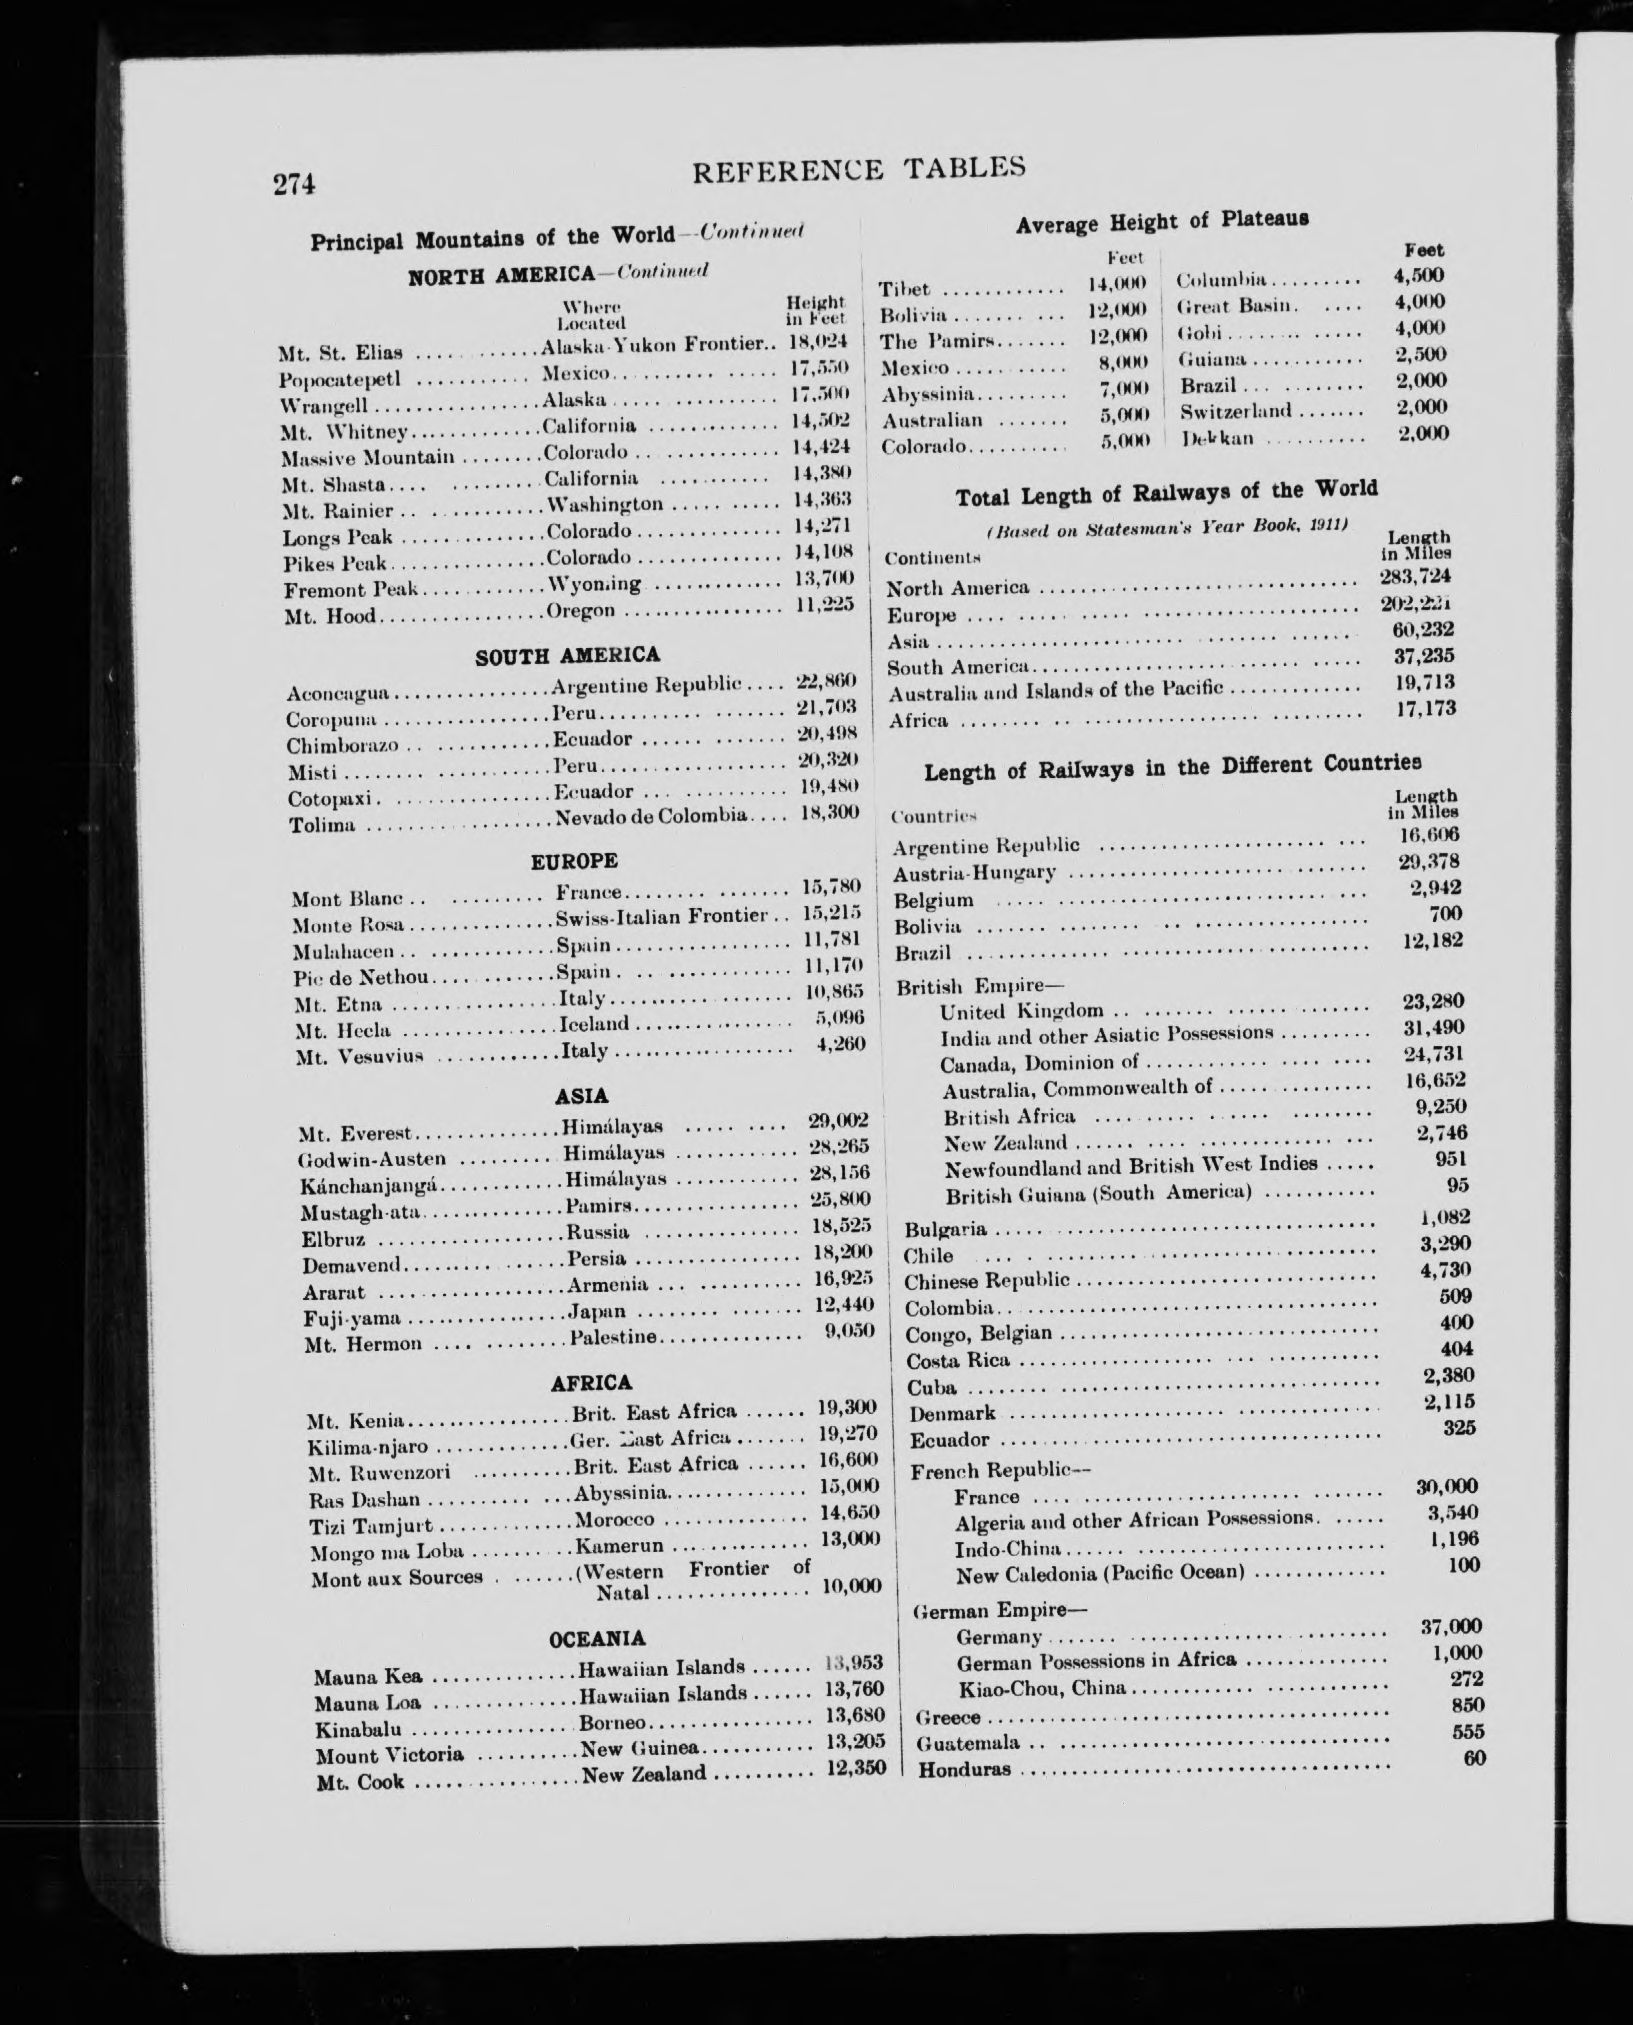 274
REFERENCE TABLES
Principal Mountains of the World—Continued
NORTH AMERICA—Continued
Where Located Height in Feet
Mt. St. Elias ............Alaska-Yukon Frontier.. 18,024
Popocatepetl ........... Mexico................ 17,550
Wrangell................Alaska................ 17,500
Mt. Whitney.............California ............. 14,502
Massive Mountain ........Colorado .............. 14,424
Mt. Shasta..............California ........... 14,380
Mt. Rainier..............Washington .......... 14,363
Longs Peak ..............Colorado .............. 14,271
Pikes Peak...............Colorado .............. 14,108
Fremont Peak............Wyoming ............. 13,700
Mt. Hood................Oregon ................ 11,225
SOUTH AMERICA
Aconcagua...............Argentine Republic.... 22,860
Coropuna ................Peru.................. 21,703
Chimborazo..............Ecuador .............. 20,498
Misti....................Peru.................. 20,320
Cotopaxi................Ecuador .............. 19,480
Tolima ..................Nevado de Colombia.... 18,300
EUROPE
Mont Blanc ............ France................ 15,780
Monte Rosa..............Swiss-Italian Frontier.. 15,215
Mulahacen ..............Spain................. 11,781
Pic de Nethou............Spain................. 11,170
Mt. Etna ................Italy.................. 10,865
Mt. Hecla ...............Iceland................ 5,096
Mt. Vesuvius ............Italy.................. 4,260
ASIA
Mt. Everest..............Himálayas .......... 29,002
Godwin-Austen ......... Himálayas ............ 28,265
Kánchanjangá............Himálayas ............ 28,156
Mustagh-ata..............Pamirs................ 25,800
Elbruz ..................Russia ............... 18,525
Demavend................Persia ................ 18,200
Ararat ..................Armenia .............. 16,925
Fuji-yama................Japan ................ 12,440
Mt. Hermon ............Palestine.............. 9,050
AFRICA
Mt. Kenia................Brit. East Africa ...... 19,300
Kilima-njaro .............Ger. East Africa....... 19,270
Mt. Ruwenzori ..........Brit. East Africa ...... 16,600
Ras Dashan .............Abyssinia.............. 15,000
Tizi Tamjurt.............Morocco .............. 14,650
Mongo ma Loba ..........Kamerun .............. 13,000
Mont aux Sources .......(Western Frontier of
Natal............... 10,000
OCEANIA
Mauna Kea ..............Hawaiian Islands ...... 13,953
Mauna Loa ..............Hawaiian Islands ...... 13,760
Kinabalu ............... Borneo................ 13,680
Mount Victoria ..........New Guinea........... 13,205
Mt. Cook ................New Zealand .......... 12,350
Average Height of Plateaus
Feet Feet
Tibet ............ 14,000 Columbia......... 4,500
Bolivia........... 12,000 Great Basin. .... 4,000
The Pamirs....... 12,000 Gobi............. 4,000
Mexico........... 8,000 Guiana........... 2,500
Abyssinia......... 7,000 Brazil........... 2,000
Australian ....... 5,000 Switzerland....... 2,000
Colorado.......... 5,000 Dekkan .......... 2,000
Total Length of Railways of the World
(Based on Statesman's Year Book, 1911)
Continents Length in Miles
North America ................................ 283,724
Europe ...................................... 202,221
Asia ........................................ 60,232
South America................................ 37,235
Australia and Islands of the Pacific ............. 19,713
Africa ...................................... 17,173
Length of Railways in the Different Countries
Countries Length in Miles
Argentine Republic .......................... 16,606
Austria-Hungary ............................. 29,378
Belgium .................................... 2,942
Bolivia ..................................... 700
Brazil ...................................... 12,182
British Empire—
United Kingdom .......................... 23,280
India and other Asiatic Possessions ......... 31,490
Canada, Dominion of ...................... 24,731
Australia, Commonwealth of ............... 16,652
British Africa ............................ 9,250
New Zealand ............................. 2,746
Newfoundland and British West Indies ..... 951
British Guiana (South America) ........... 95
Bulgaria .................................... 1,082
Chile ...................................... 3,290
Chinese Republic............................. 4,730
Colombia.................................... 509
Congo, Belgian ............................... 400
Costa Rica .................................. 404
Cuba ....................................... 2,380
Denmark ................................... 2,115
Ecuador .................................... 325
French Republic—
France .................................. 30,000
Algeria and other African Possessions. ..... 3,540
Indo-China............................... 1,196
New Caledonia (Pacific Ocean) ............. 100
German Empire—
Germany................................ 37,000
German Possessions in Africa .............. 1,000
Kiao-Chou, China........................ 272
Greece...................................... 850
Guatemala .................................. 555
Honduras................................... 60